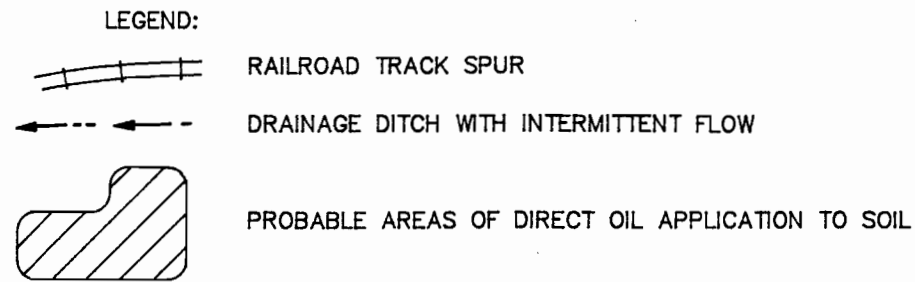 LEGEND:
RAILROAD TRACK SPUR
DRAINAGE DITCH WITH INTERMITTENT FLOW
PROBABLE AREAS OF DIRECT OIL APPLICATION TO SOIL